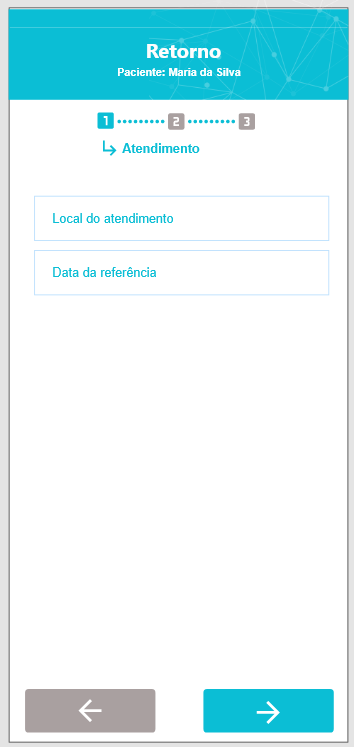 Retorno
Paciente: Maria da Silva
1 2 3
Atendimento
Local do atendimento
Data da referência